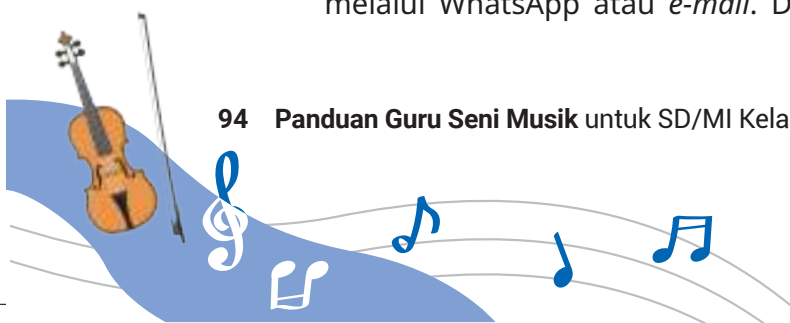 melalui WhatsApp atau e-mail. D
94 Panduan Guru Seni Musik untuk SD/MI Kela